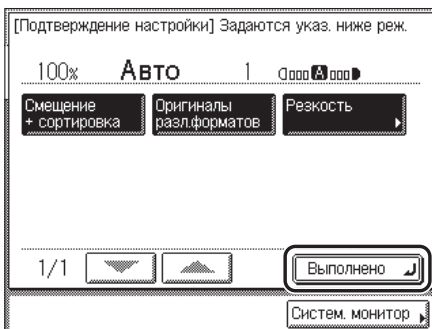 [Подтверждение настройки] Задаются указ. ниже реж.
100% Авто 1 A
Смещение
+ сортировка
Оригиналы
разл.форматов
Резкость
1/1
Выполнено
Систем. монитор